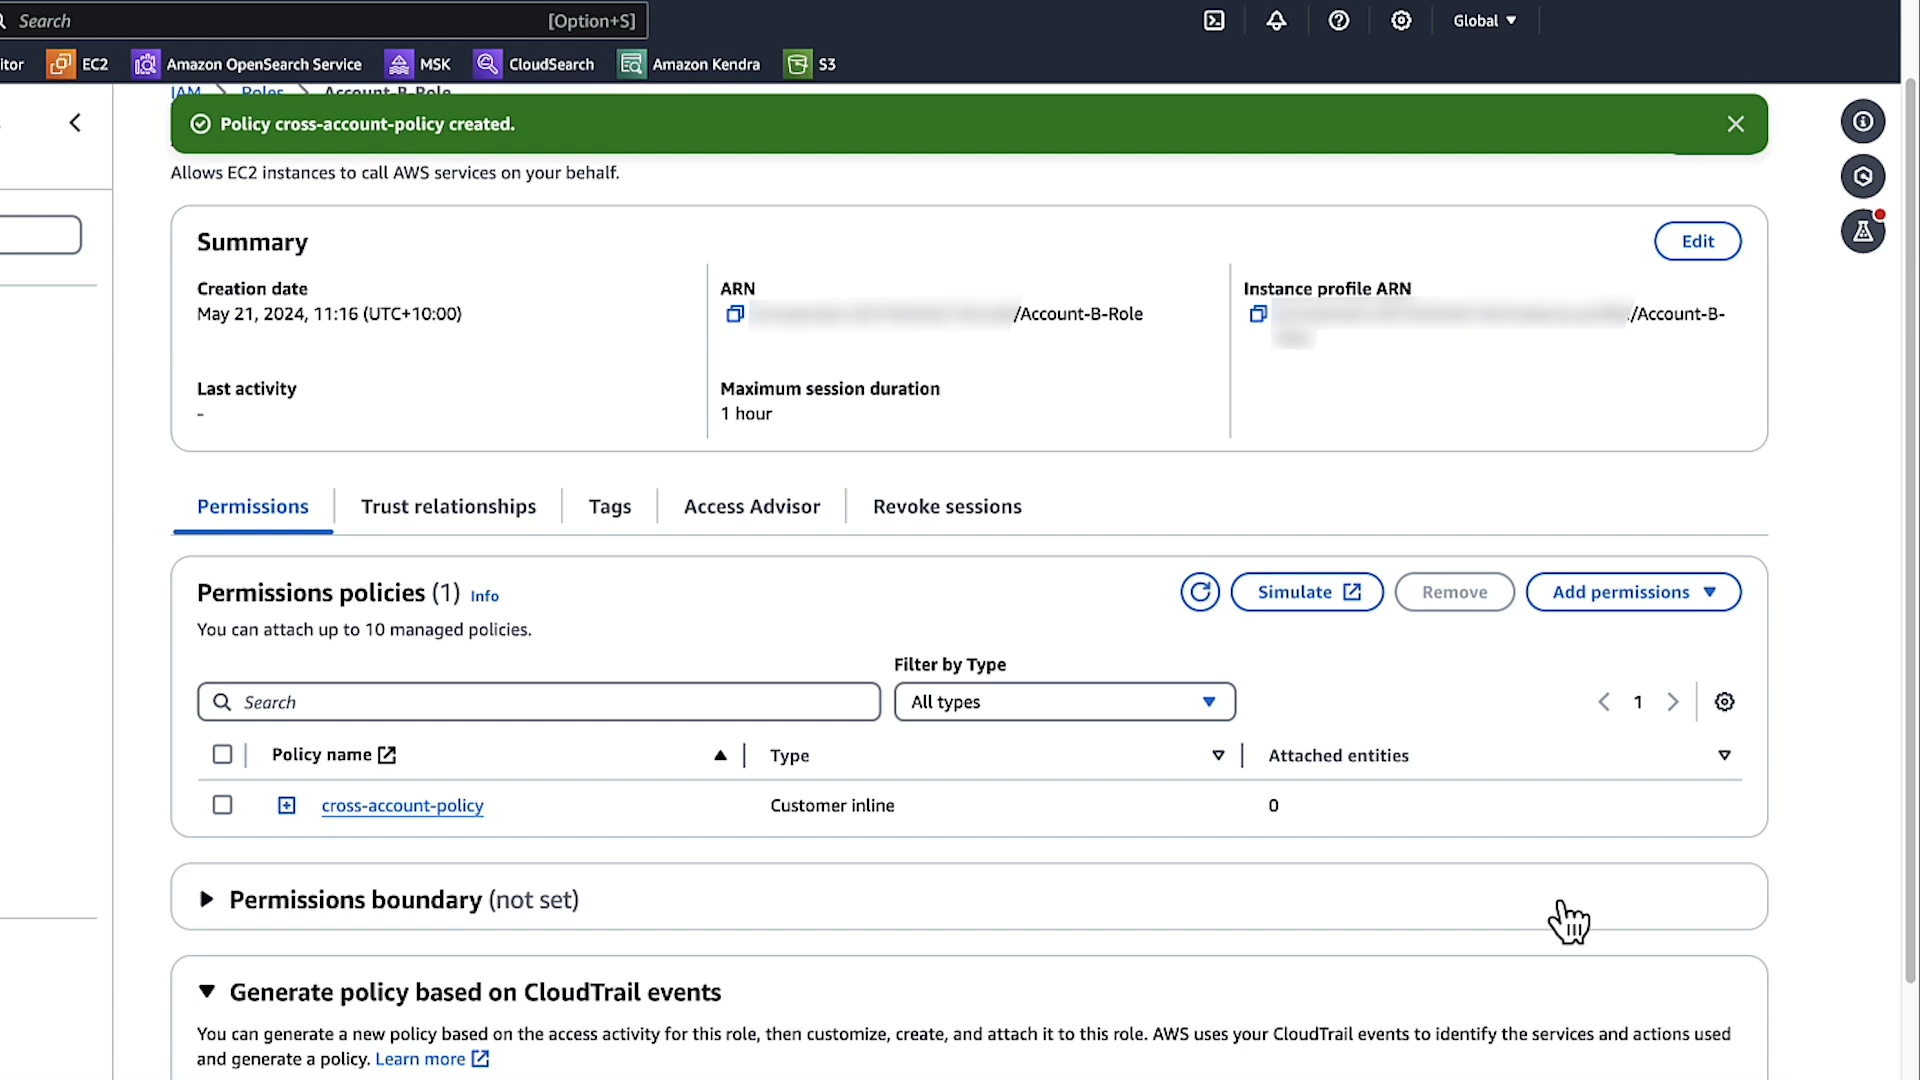 Search [Option+S] Global
itor EC2 Amazon OpenSearch Service MSK CloudSearch Amazon Kendra S3
IAM Roles Account-B-Role
Policy cross-account-policy created.
Allows EC2 instances to call AWS services on your behalf.
Summary
Edit
Creation date
May 21, 2024, 11:16 (UTC+10:00)
ARN
/Account-B-Role
Instance profile ARN
/Account-B-
Last activity
-
Maximum session duration
1 hour
Permissions Trust relationships Tags Access Advisor Revoke sessions
Permissions policies (1) Info
Simulate Remove Add permissions
You can attach up to 10 managed policies.
Filter by Type
Search All types 1
Policy name Type Attached entities
cross-account-policy Customer inline 0
Permissions boundary (not set)
Generate policy based on CloudTrail events
You can generate a new policy based on the access activity for this role, then customize, create, and attach it to this role. AWS uses your CloudTrail events to identify the services and actions used
and generate a policy. Learn more